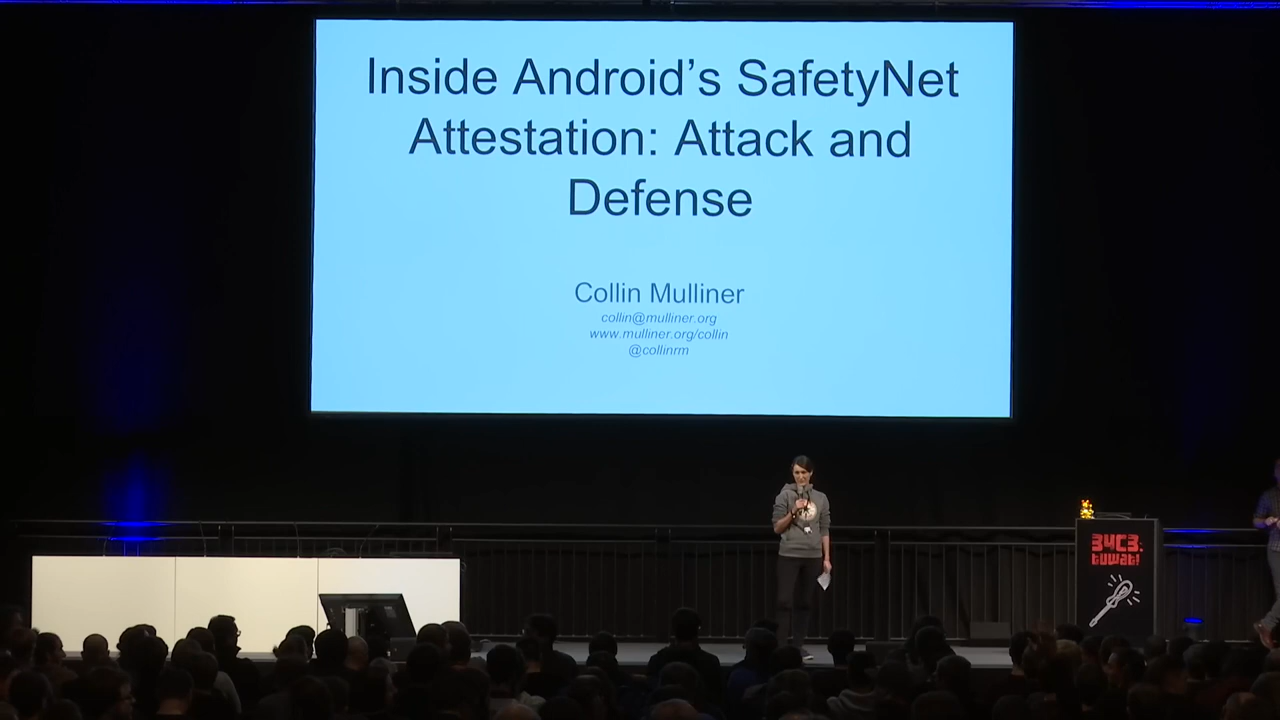 Inside Android’s SafetyNet
Attestation: Attack and
Defense
Collin Mulliner
collin@mulliner.org
www.mulliner.org/collin
@collinrm
34C3:
tuwat!